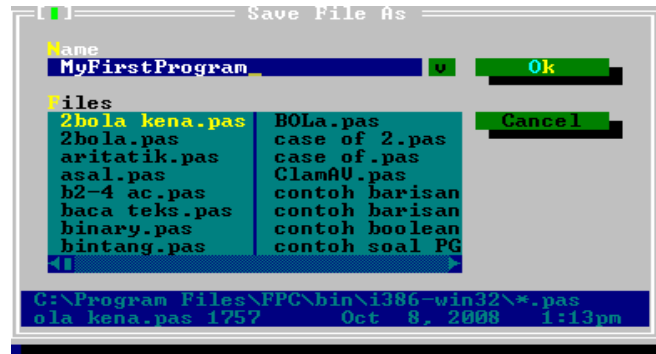 [■] Save File As
Name
MyFirstProgram_ v Ok
Files
2bola kena.pas BOLa.pas Cancel
2bola.pas case of 2.pas
aritatik.pas case of.pas
asal.pas ClamAV.pas
b2-4 ac.pas contoh barisan
baca teks.pas contoh barisan
binary.pas contoh boolean
bintang.pas contoh soal PG
C:\Program Files\FPC\bin\i386-win32\*.pas
ola kena.pas 1757 Oct 8, 2008 1:13pm